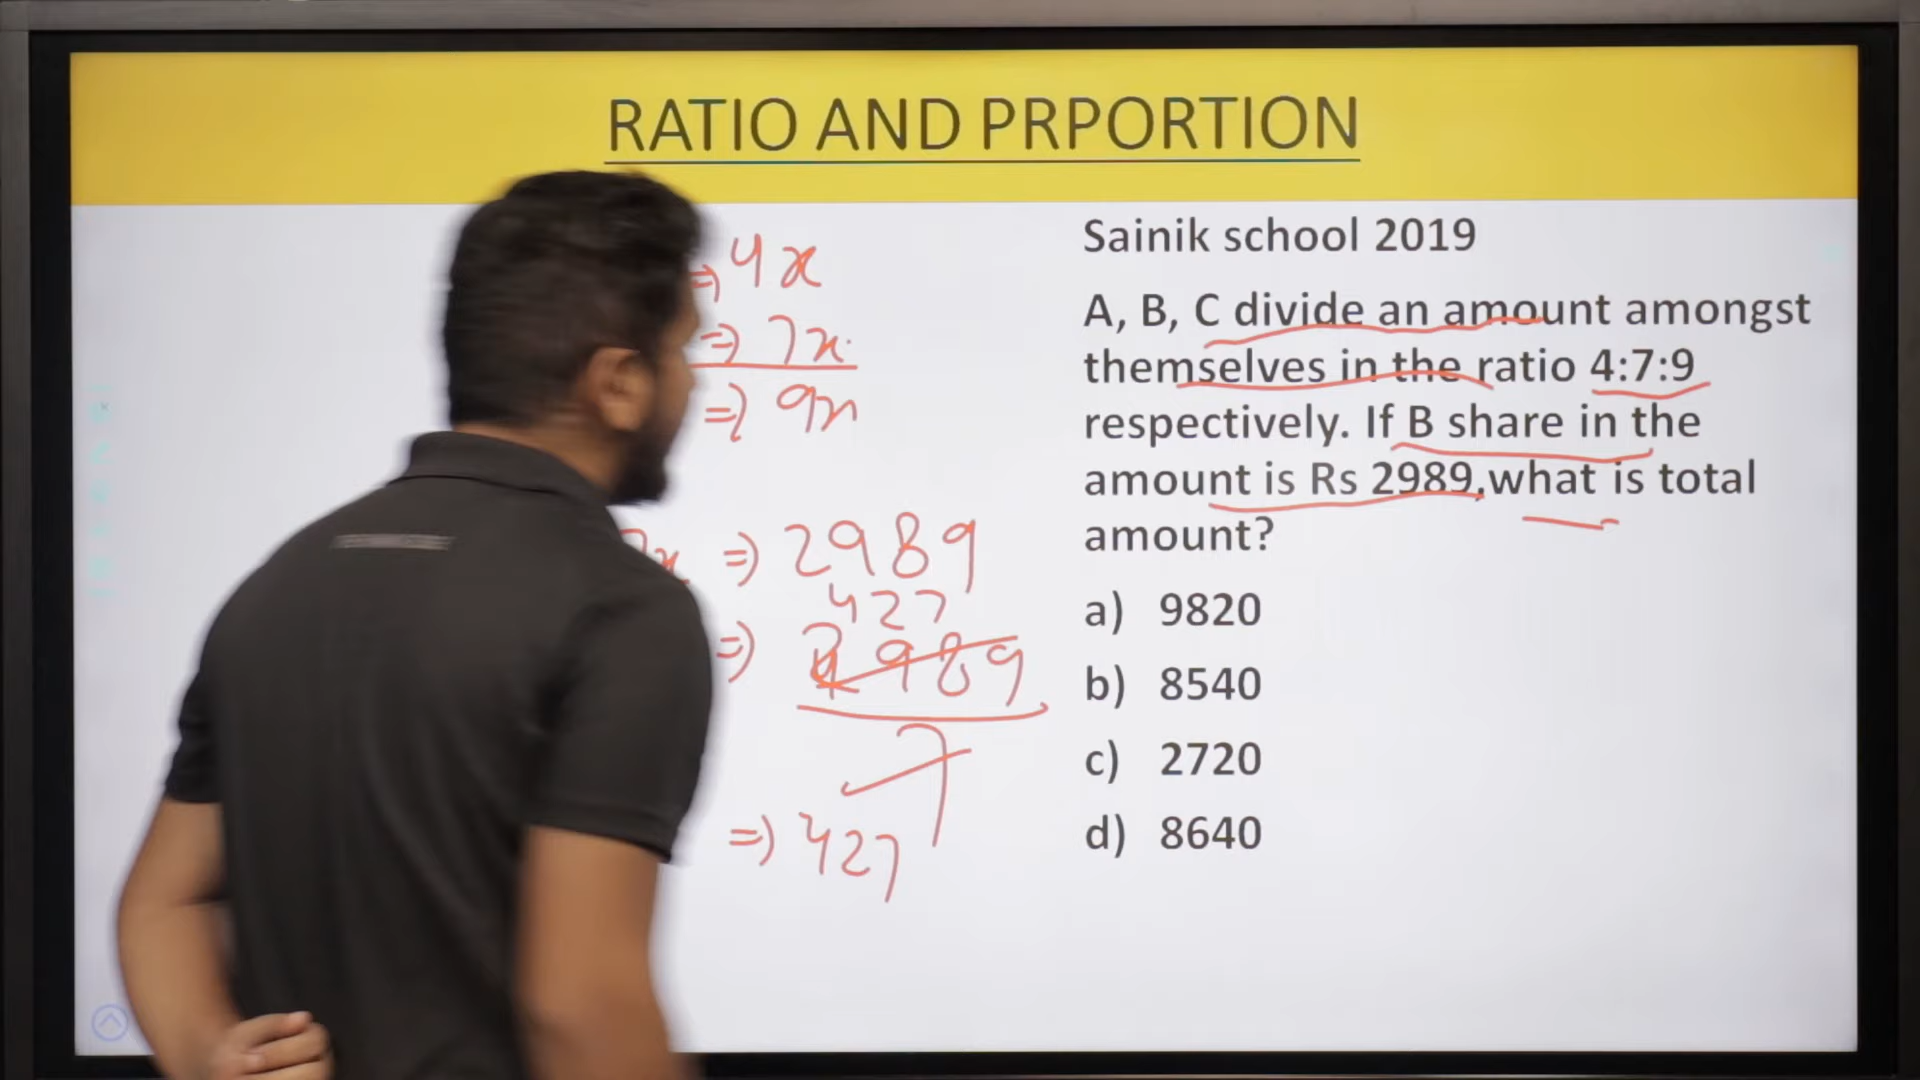 RATIO AND PRPORTION
⇒ 4x
⇒ 7x
⇒ 9x
x ⇒ 2989
427
⇒ 2989
7
⇒ 427
Sainik school 2019
A, B, C divide an amount amongst
themselves in the ratio 4:7:9
respectively. If B share in the
amount is Rs 2989,what is total
amount?
a) 9820
b) 8540
c) 2720
d) 8640